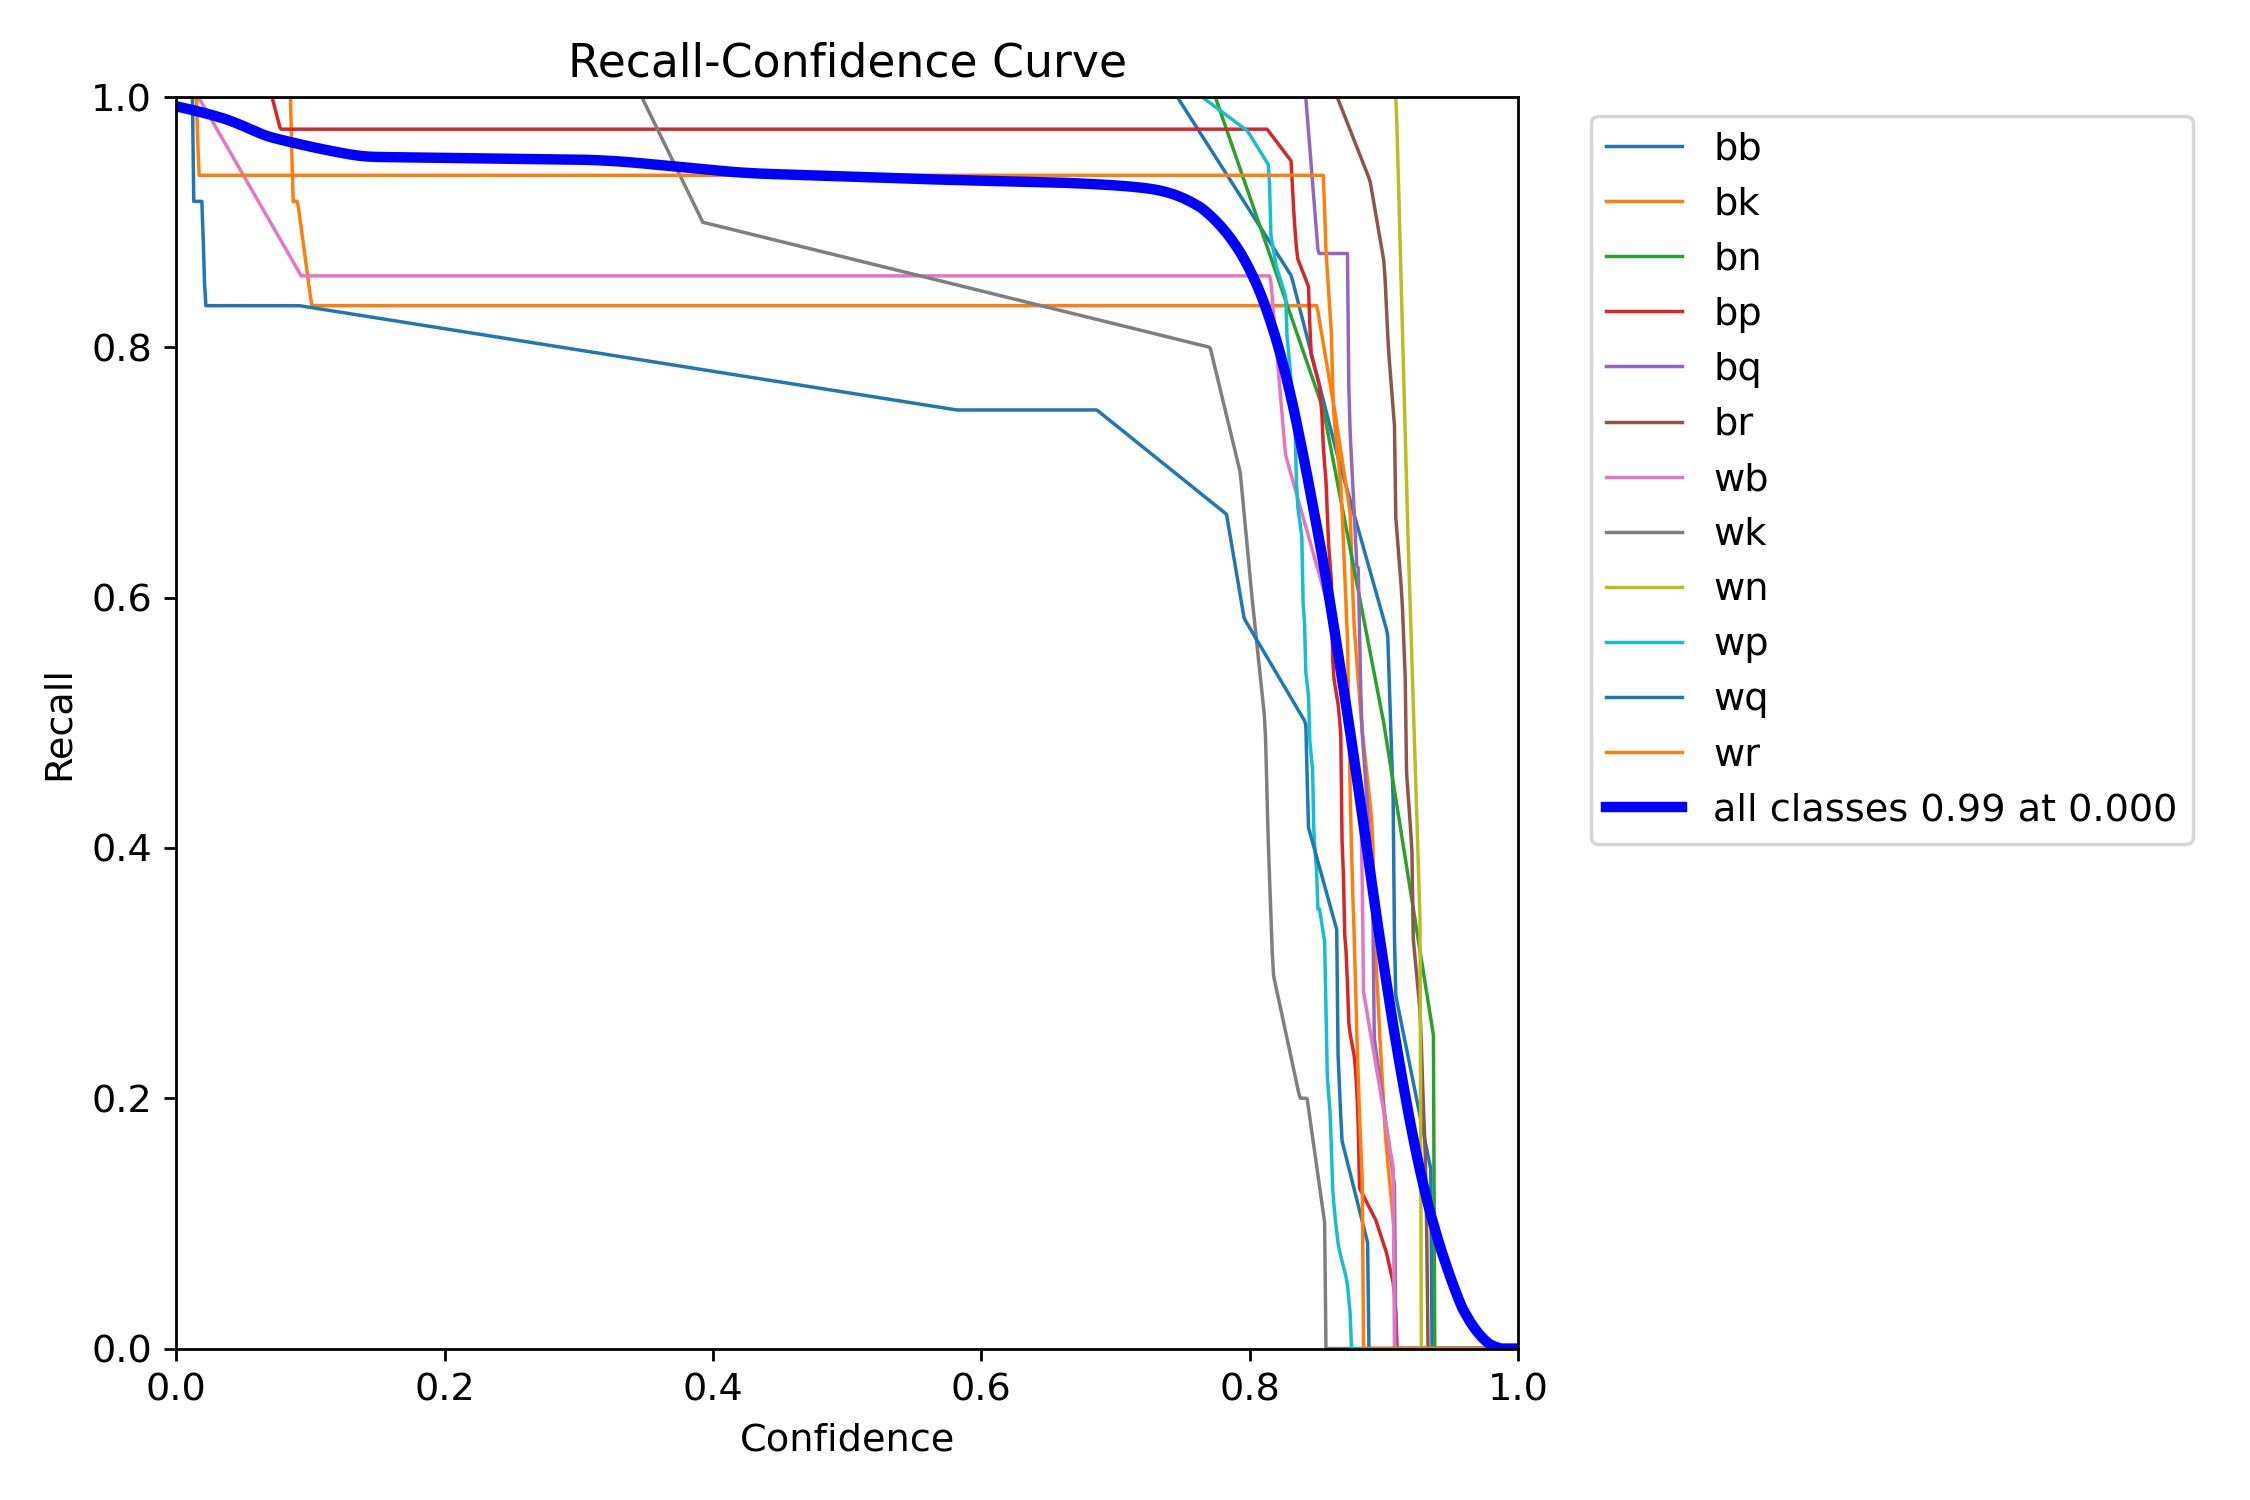 Recall-Confidence Curve
1.0
0.8
0.6
0.4
0.2
0.0
Recall
0.0 0.2 0.4 0.6 0.8 1.0
Confidence
bb
bk
bn
bp
bq
br
wb
wk
wn
wp
wq
wr
all classes 0.99 at 0.000